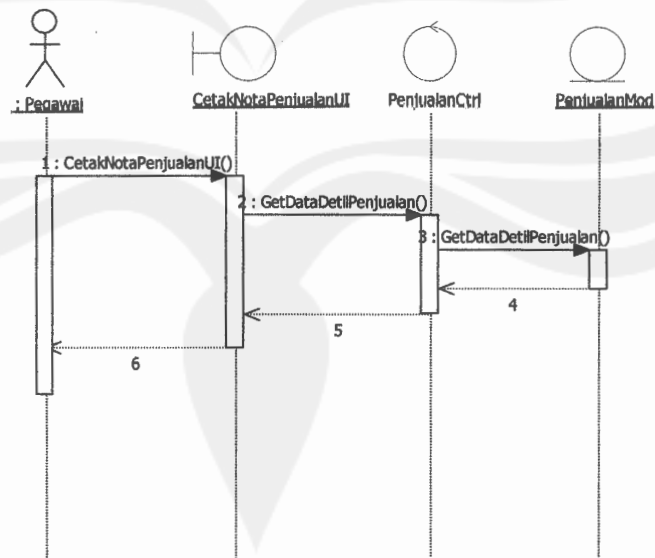 : Pegawai
CetakNotaPenjualanUI
PenjualanCtrl
PenjualanMod
1 : CetakNotaPenjualanUI()
2 : GetDataDetilPenjualan()
3 : GetDataDetilPenjualan()
4
5
6